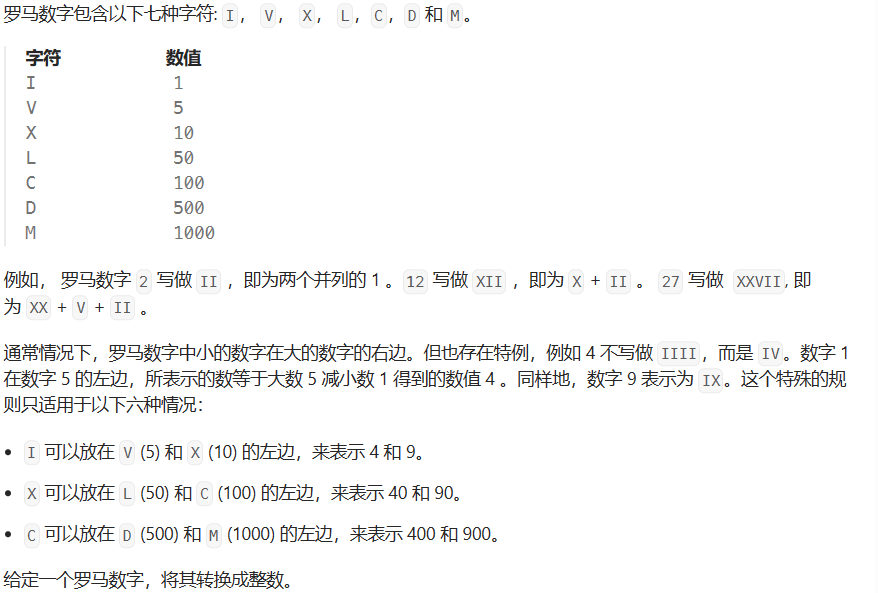 罗马数字包含以下七种字符: I， V， X， L，C，D 和 M。
字符 数值
I 1
V 5
X 10
L 50
C 100
D 500
M 1000
例如， 罗马数字 2 写做 II ，即为两个并列的 1 。12 写做 XII ，即为 X + II 。 27 写做 XXVII, 即
为 XX + V + II 。
通常情况下，罗马数字中小的数字在大的数字的右边。但也存在特例，例如 4 不写做 IIII，而是 IV。数字 1
在数字 5 的左边，所表示的数等于大数 5 减小数 1 得到的数值 4 。同样地，数字 9 表示为 IX。这个特殊的规
则只适用于以下六种情况：
• I 可以放在 V (5) 和 X (10) 的左边，来表示 4 和 9。
• X 可以放在 L (50) 和 C (100) 的左边，来表示 40 和 90。
• C 可以放在 D (500) 和 M (1000) 的左边，来表示 400 和 900。
给定一个罗马数字，将其转换成整数。